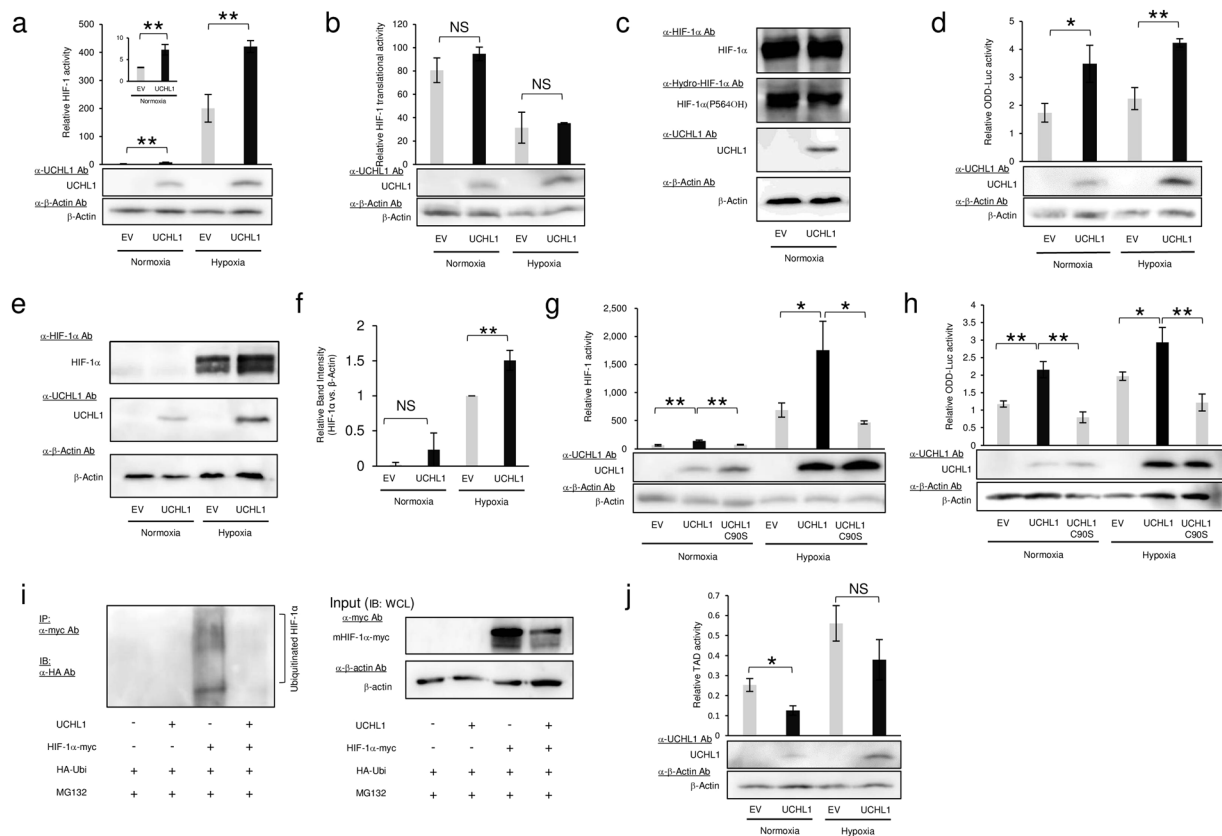 a
Relative HIF-1 activity
500
400
300
200
100
0
**
**
**
10
5
0
EV UCHL1
Normoxia
α-UCHL1 Ab
UCHL1
α-β-Actin Ab
β-Actin
EV UCHL1 EV UCHL1
Normoxia Hypoxia
b
Relative HIF-1 translational activity
120
100
80
60
40
20
0
NS
NS
α-UCHL1 Ab
UCHL1
α-β-Actin Ab
β-Actin
EV UCHL1 EV UCHL1
Normoxia Hypoxia
c
α-HIF-1α Ab
HIF-1α
α-Hydro-HIF-1α Ab
HIF-1α(P564OH)
α-UCHL1 Ab
UCHL1
α-β-Actin Ab
β-Actin
EV UCHL1
Normoxia
d
Relative ODD-Luc activity
5
4
3
2
1
0
*
**
α-UCHL1 Ab
UCHL1
α-β-Actin Ab
β-Actin
EV UCHL1 EV UCHL1
Normoxia Hypoxia
e
α-HIF-1α Ab
HIF-1α
α-UCHL1 Ab
UCHL1
α-β-Actin Ab
β-Actin
EV UCHL1 EV UCHL1
Normoxia Hypoxia
f
Relative Band Intensity
(HIF-1α vs. β-Actin)
2
1.5
1
0.5
0
NS
**
EV UCHL1 EV UCHL1
Normoxia Hypoxia
g
Relative HIF-1 activity
2,500
2,000
1,500
1,000
500
0
** **
* *
α-UCHL1 Ab
UCHL1
α-β-Actin Ab
β-Actin
EV UCHL1 UCHL1 EV UCHL1 UCHL1
C90S C90S
Normoxia Hypoxia
h
Relative ODD-Luc activity
4
3.5
3
2.5
2
1.5
1
0.5
0
** **
* **
α-UCHL1 Ab
UCHL1
α-β-Actin Ab
β-Actin
EV UCHL1 UCHL1 EV UCHL1 UCHL1
C90S C90S
Normoxia Hypoxia
i
IP:
α-myc Ab
IB:
α-HA Ab
Ubiquitinated HIF-1α
UCHL1 - + - +
HIF-1α-myc - - + +
HA-Ubi + + + +
MG132 + + + +
Input (IB: WCL)
α-myc Ab
mHIF-1α-myc
α-β-actin Ab
β-actin
UCHL1 - + - +
HIF-1α-myc - - + +
HA-Ubi + + + +
MG132 + + + +
j
Relative TAD activity
0.7
0.6
0.5
0.4
0.3
0.2
0.1
0
*
NS
α-UCHL1 Ab
UCHL1
α-β-Actin Ab
β-Actin
EV UCHL1 EV UCHL1
Normoxia Hypoxia